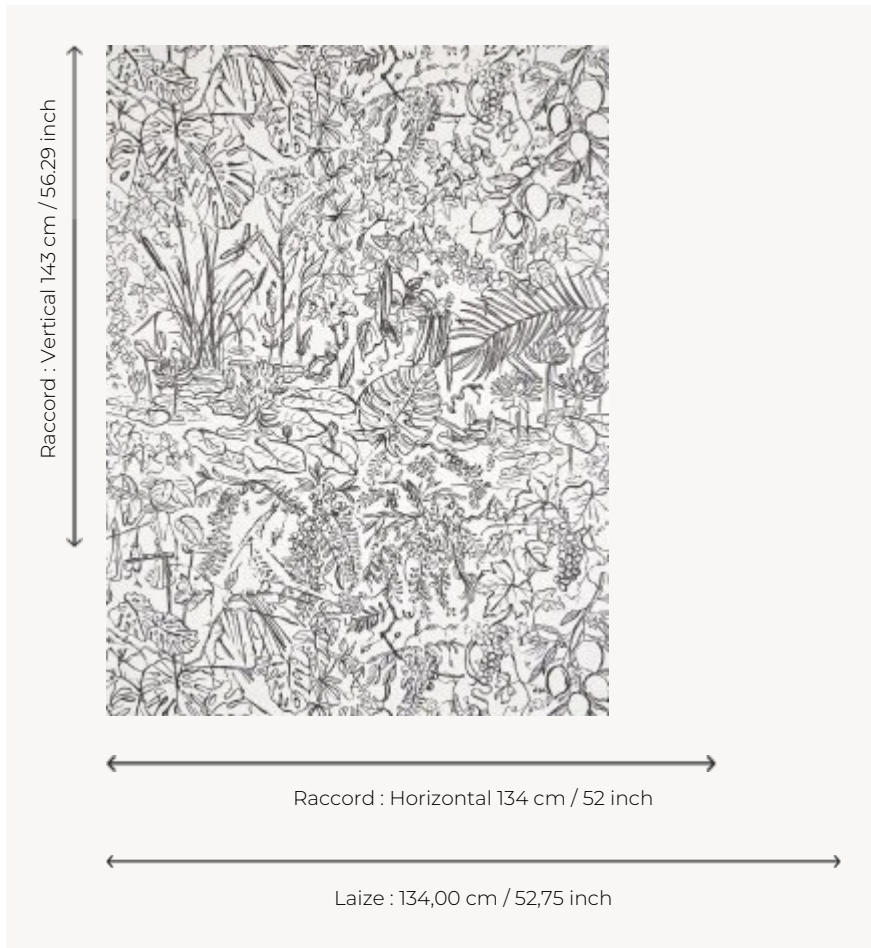 Raccord : Vertical 143 cm / 56.29 inch
Raccord : Horizontal 134 cm / 52 inch
Laize : 134,00 cm / 52,75 inch